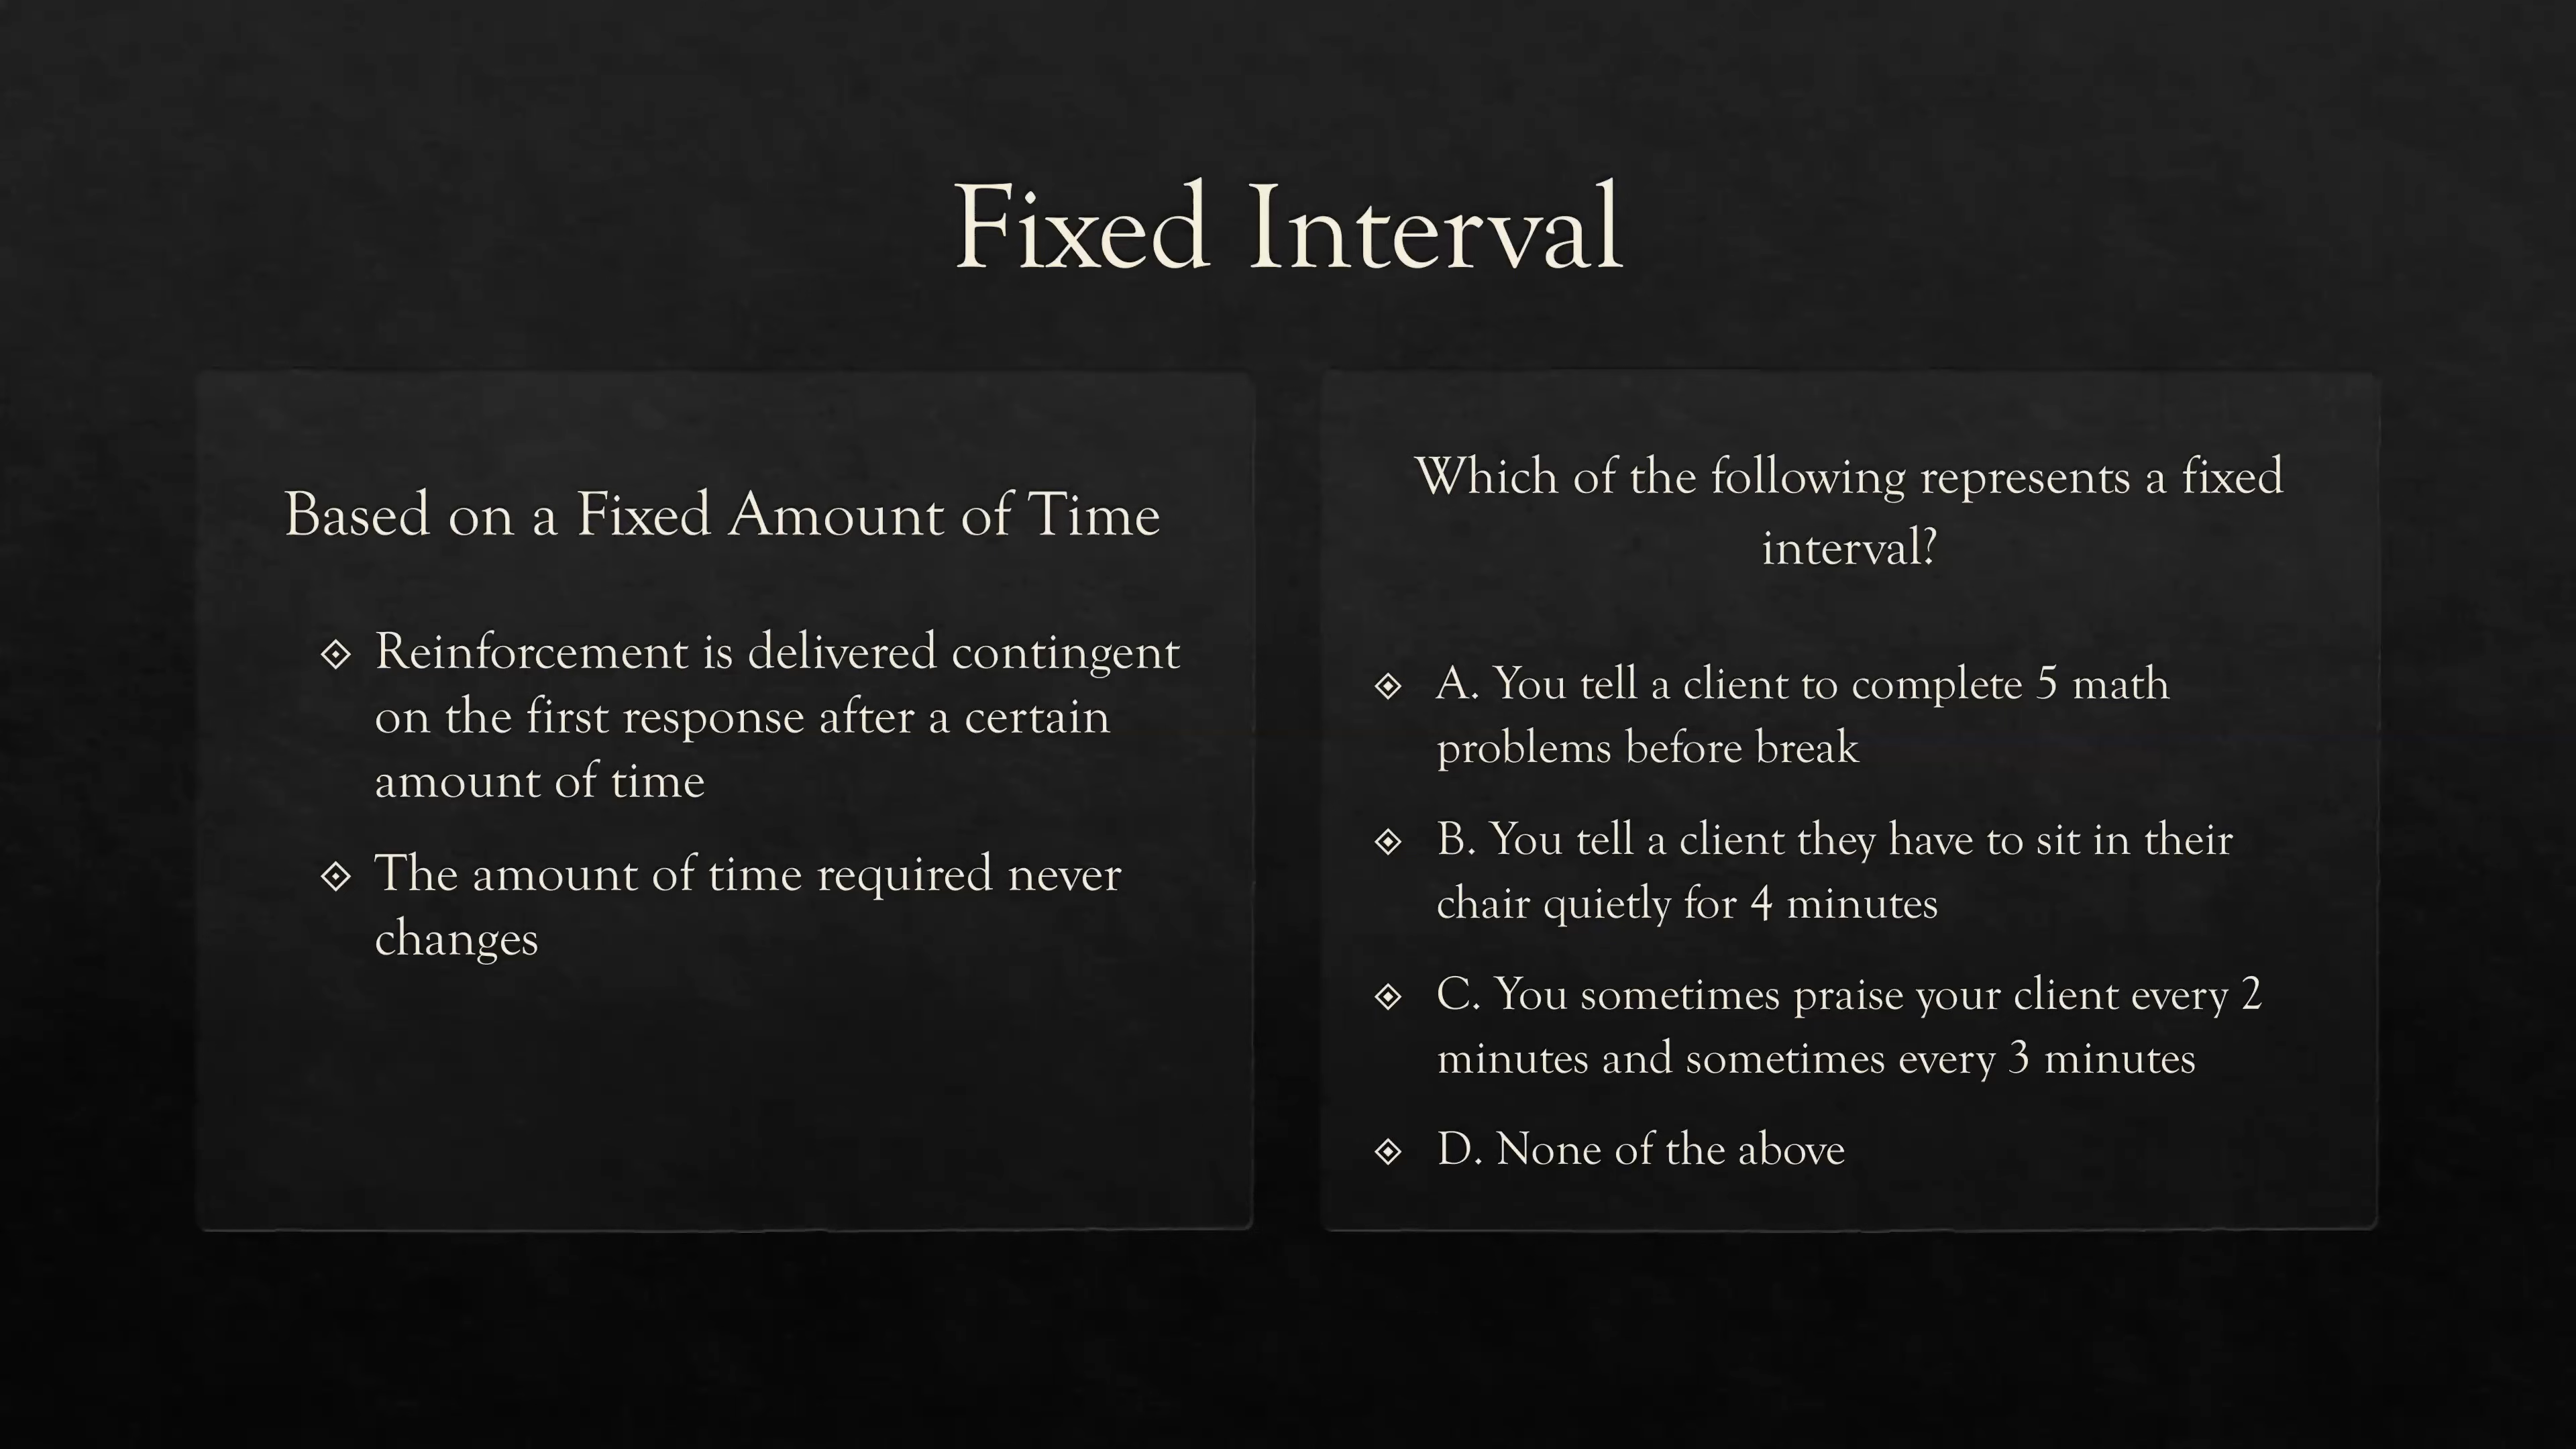 Fixed Interval
Based on a Fixed Amount of Time
Reinforcement is delivered contingent
on the first response after a certain
amount of time
The amount of time required never
changes
Which of the following represents a fixed
interval?
A. You tell a client to complete 5 math
problems before break
B. You tell a client they have to sit in their
chair quietly for 4 minutes
C. You sometimes praise your client every 2
minutes and sometimes every 3 minutes
D. None of the above